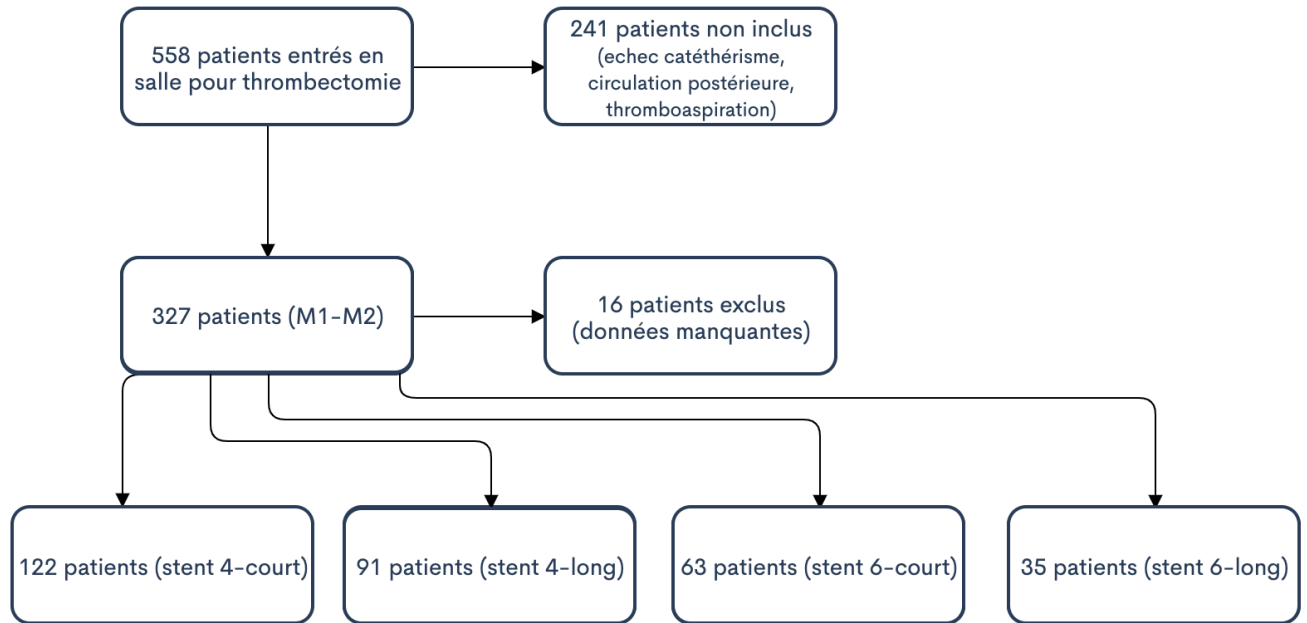 558 patients entrés en
salle pour thrombectomie
241 patients non inclus
(echec catéthérisme,
circulation postérieure,
thromboaspiration)
327 patients (M1-M2)
16 patients exclus
(données manquantes)
122 patients (stent 4-court)
91 patients (stent 4-long)
63 patients (stent 6-court)
35 patients (stent 6-long)